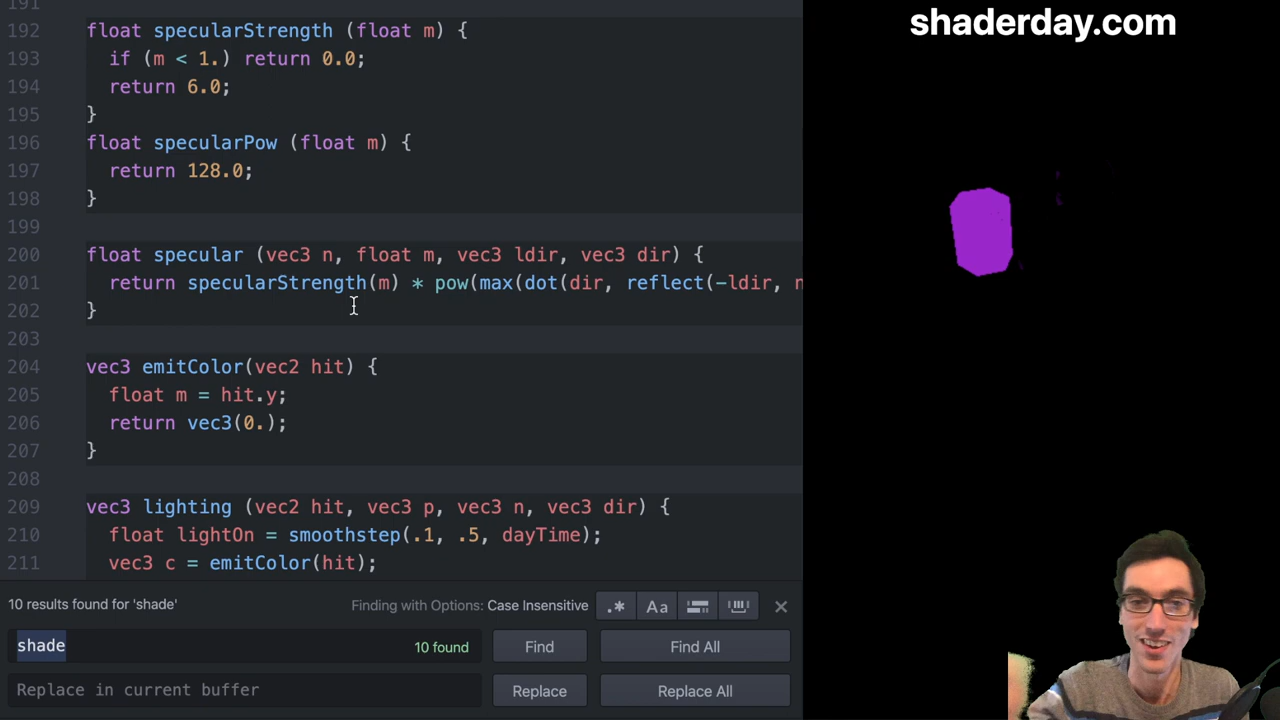 shaderday.com
191
192 float specularStrength (float m) {
193 if (m < 1.) return 0.0;
194 return 6.0;
195 }
196 float specularPow (float m) {
197 return 128.0;
198 }
199
200 float specular (vec3 n, float m, vec3 ldir, vec3 dir) {
201 return specularStrength(m) * pow(max(dot(dir, reflect(-ldir, n
202 }
203
204 vec3 emitColor(vec2 hit) {
205 float m = hit.y;
206 return vec3(0.);
207 }
208
209 vec3 lighting (vec2 hit, vec3 p, vec3 n, vec3 dir) {
210 float lightOn = smoothstep(.1, .5, dayTime);
211 vec3 c = emitColor(hit);
10 results found for 'shade' Finding with Options: Case Insensitive .* Aa
shade 10 found Find Find All
Replace in current buffer Replace Replace All